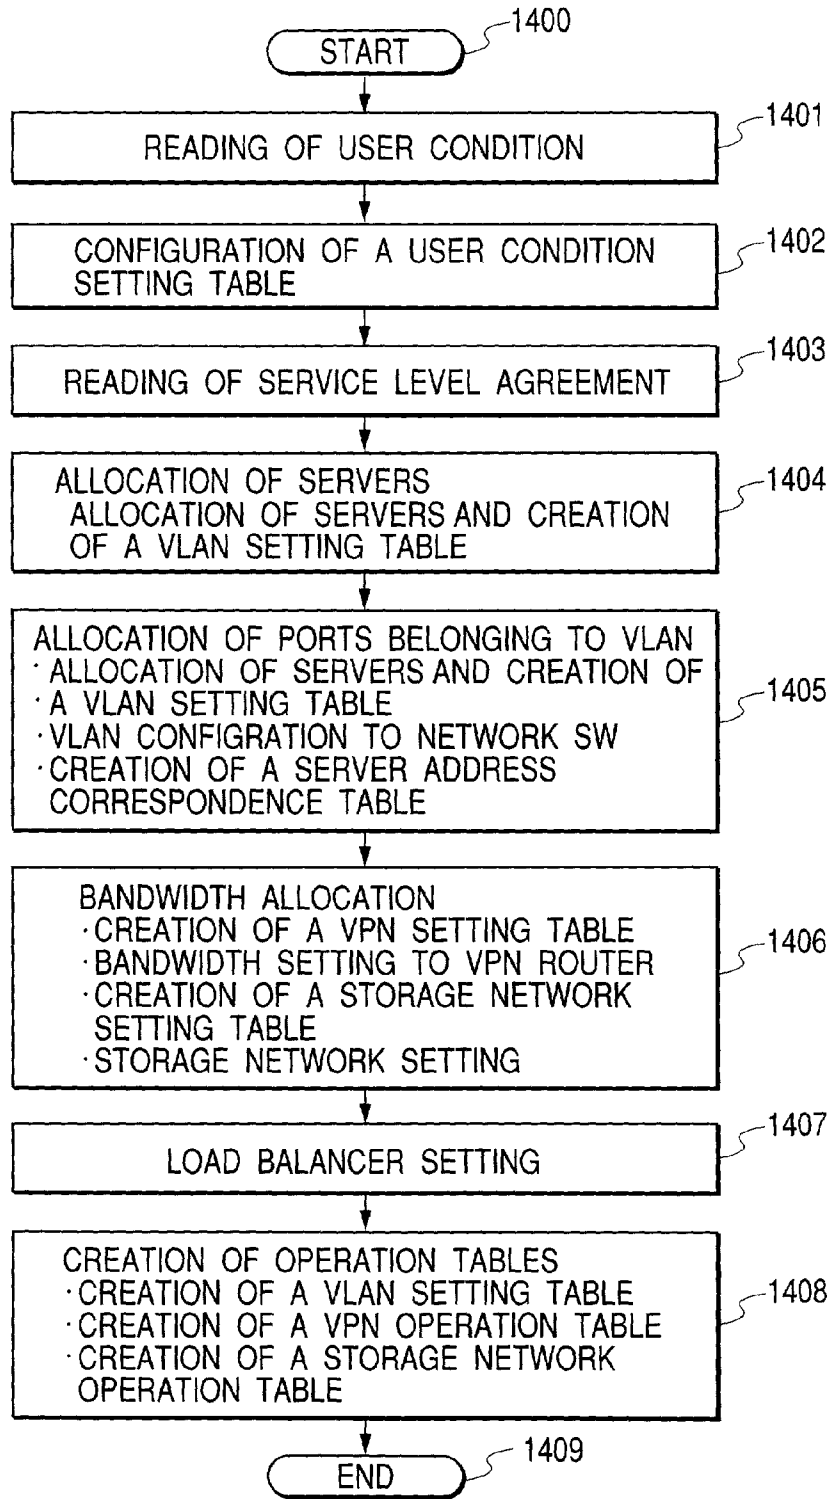 START
1400
READING OF USER CONDITION
1401
CONFIGURATION OF A USER CONDITION
SETTING TABLE
1402
READING OF SERVICE LEVEL AGREEMENT
1403
ALLOCATION OF SERVERS
ALLOCATION OF SERVERS AND CREATION
OF A VLAN SETTING TABLE
1404
ALLOCATION OF PORTS BELONGING TO VLAN
·ALLOCATION OF SERVERS AND CREATION OF
·A VLAN SETTING TABLE
·VLAN CONFIGRATION TO NETWORK SW
·CREATION OF A SERVER ADDRESS
CORRESPONDENCE TABLE
1405
BANDWIDTH ALLOCATION
·CREATION OF A VPN SETTING TABLE
·BANDWIDTH SETTING TO VPN ROUTER
·CREATION OF A STORAGE NETWORK
SETTING TABLE
·STORAGE NETWORK SETTING
1406
LOAD BALANCER SETTING
1407
CREATION OF OPERATION TABLES
·CREATION OF A VLAN SETTING TABLE
·CREATION OF A VPN OPERATION TABLE
·CREATION OF A STORAGE NETWORK
OPERATION TABLE
1408
END
1409